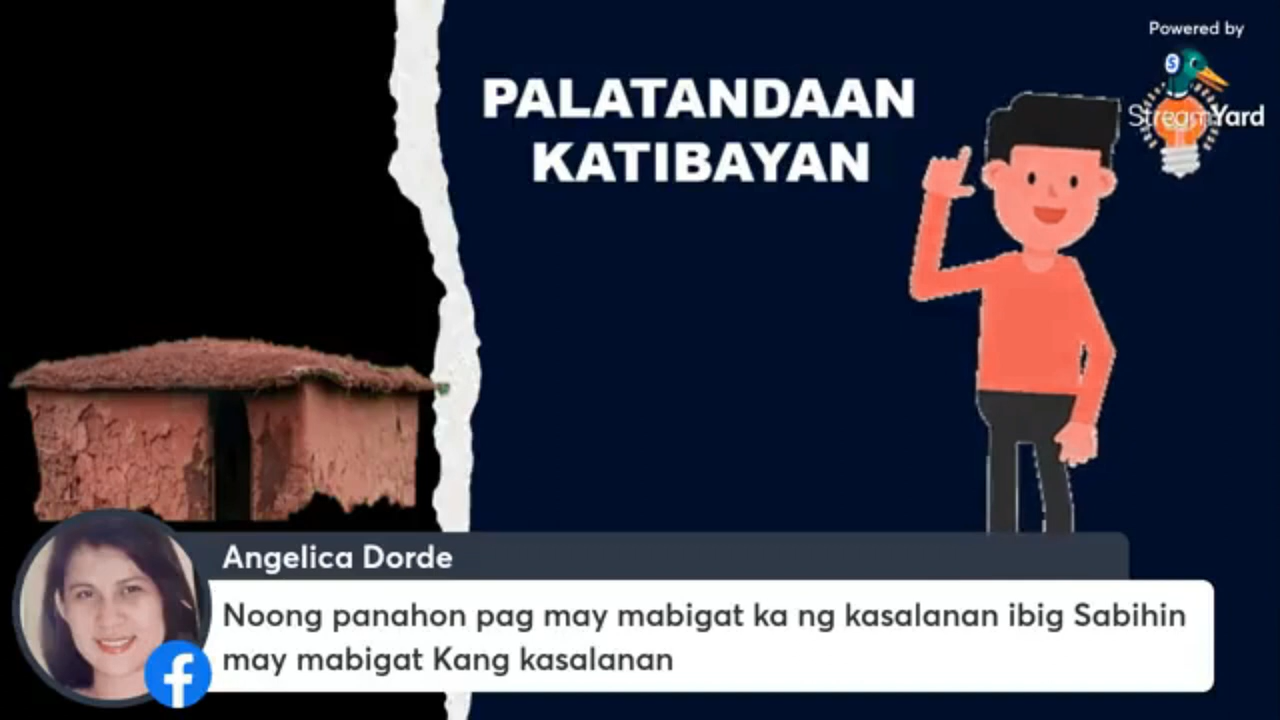 Powered by
StreamYard
PALATANDAAN
KATIBAYAN
Angelica Dorde
Noong panahon pag may mabigat ka ng kasalanan ibig Sabihin
may mabigat Kang kasalanan